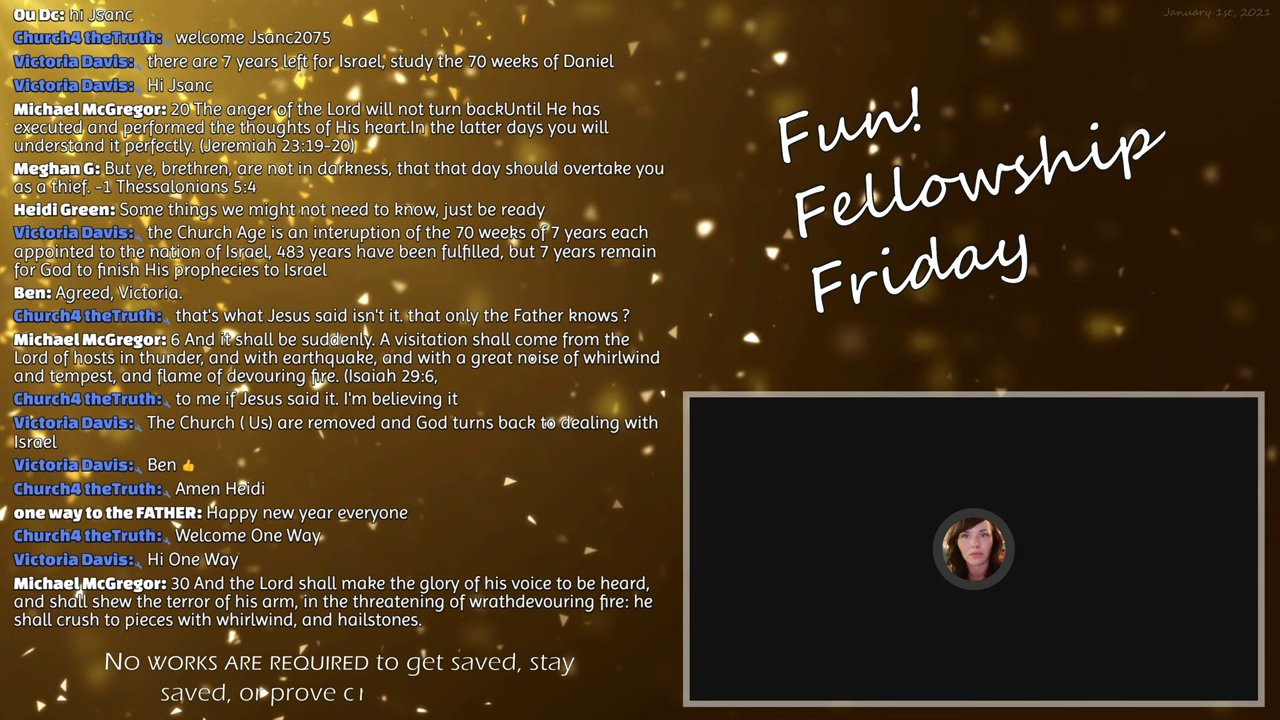 Ou Dc: hi Jsanc
Church4 theTruth: welcome Jsanc2075
Victoria Davis: there are 7 years left for Israel, study the 70 weeks of Daniel
Victoria Davis: Hi Jsanc
Michael McGregor: 20 The anger of the Lord will not turn backUntil He has
executed and performed the thoughts of His heart.In the latter days you will
understand it perfectly. (Jeremiah 23:19-20)
Meghan G: But ye, brethren, are not in darkness, that that day should overtake you
as a thief. -1 Thessalonians 5:4
Heidi Green: Some things we might not need to know, just be ready
Victoria Davis: the Church Age is an interuption of the 70 weeks of 7 years each
appointed to the nation of Israel, 483 years have been fulfilled, but 7 years remain
for God to finish His prophecies to Israel
Ben: Agreed, Victoria.
Church4 theTruth: that's what Jesus said isn't it. that only the Father knows ?
Michael McGregor: 6 And it shall be suddenly. A visitation shall come from the
Lord of hosts in thunder, and with earthquake, and with a great noise of whirlwind
and tempest, and flame of devouring fire. (Isaiah 29:6,
Church4 theTruth: to me if Jesus said it. I'm believing it
Victoria Davis: The Church ( Us) are removed and God turns back to dealing with
Israel
Victoria Davis: Ben 👍
Church4 theTruth: Amen Heidi
one way to the FATHER: Happy new year everyone
Church4 theTruth: Welcome One Way
Victoria Davis: Hi One Way
Michael McGregor: 30 And the Lord shall make the glory of his voice to be heard,
and shall shew the terror of his arm, in the threatening of wrathdevouring fire: he
shall crush to pieces with whirlwind, and hailstones.
No WORKS ARE REQUIRED to get saved, stay
saved, or prove
January 1st, 2021
Fun!
Fellowship
Friday